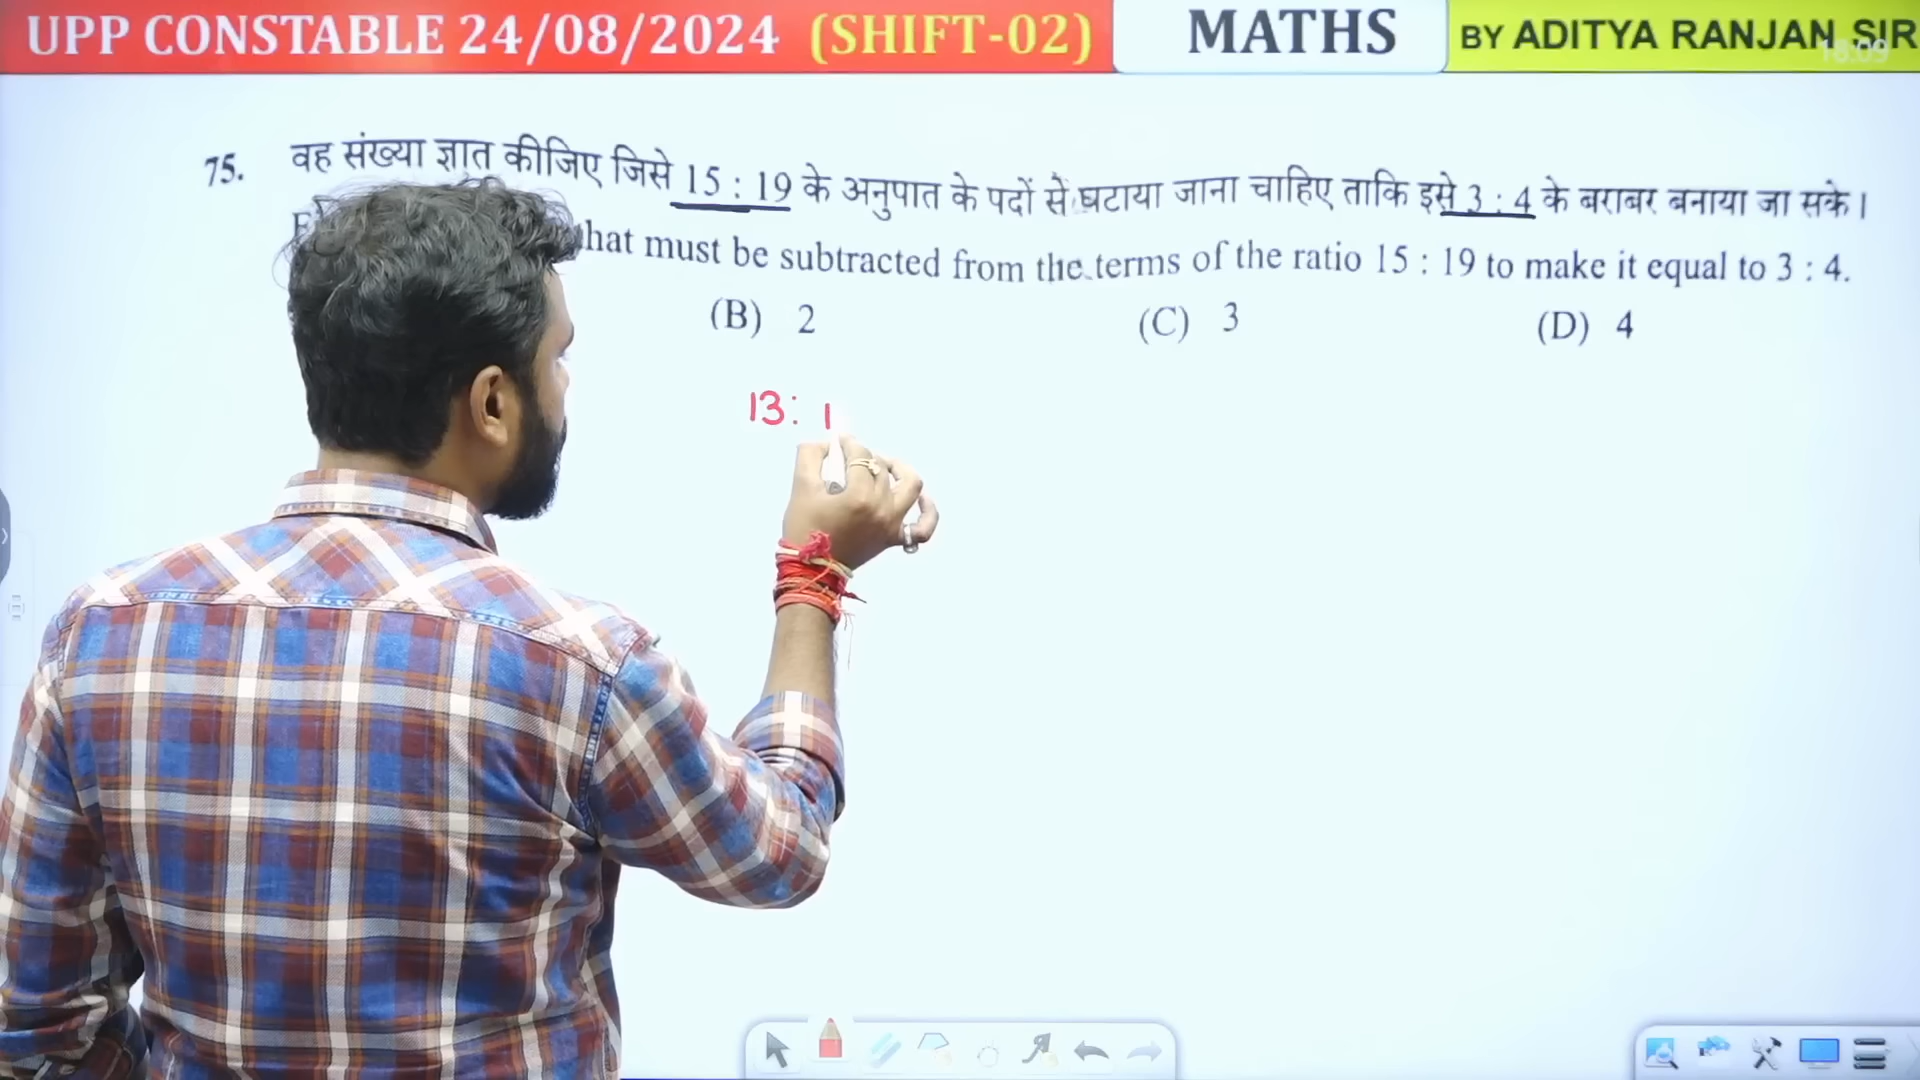 UPP CONSTABLE 24/08/2024 (SHIFT-02) MATHS BY ADITYA RANJAN SIR
18:09
75. वह संख्या ज्ञात कीजिए जिसे 15 : 19 के अनुपात के पदों से घटाया जाना चाहिए ताकि इसे 3 : 4 के बराबर बनाया जा सके।
hat must be subtracted from the terms of the ratio 15 : 19 to make it equal to 3 : 4.
(B) 2 (C) 3 (D) 4
13: 1